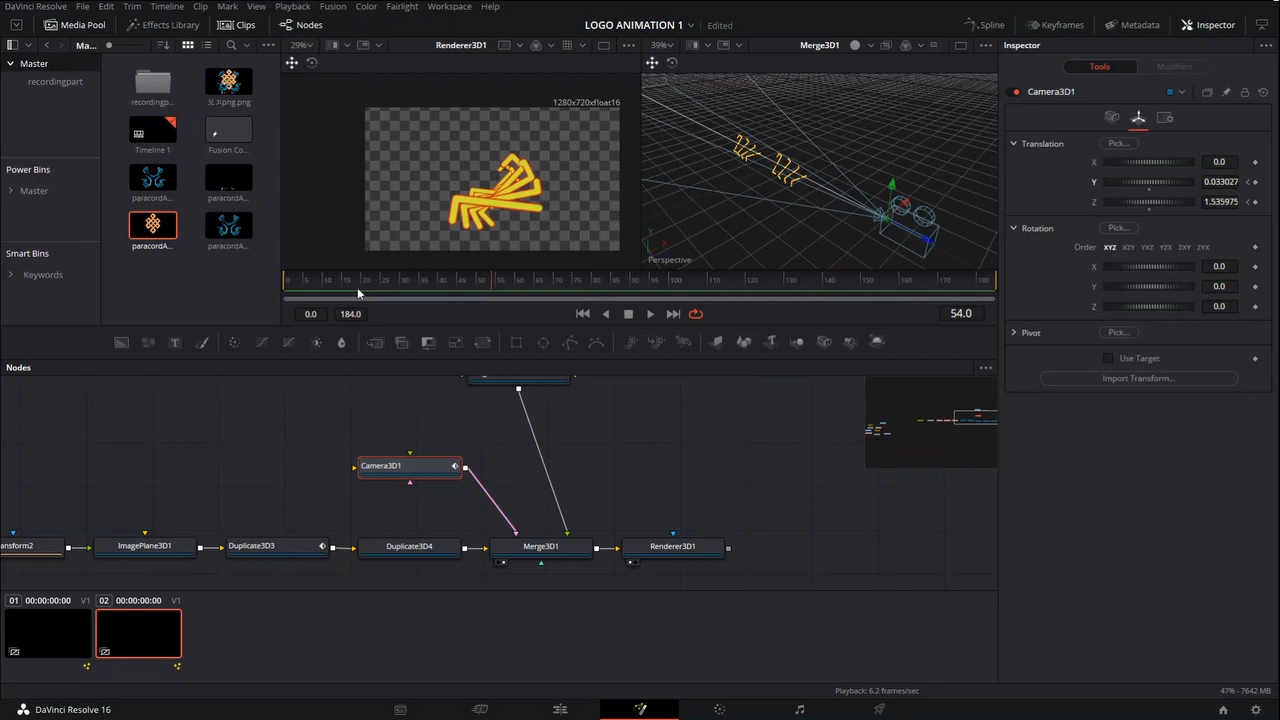 DaVinci Resolve File Edit Trim Timeline Clip Mark View Playback Fusion Color Fairlight Workspace Help
Media Pool Effects Library Clips Nodes LOGO ANIMATION 1 Edited Spline Keyframes Metadata Inspector
Ma... 29% Renderer3D1 39% Merge3D1 Inspector
Master
recordingpart
Power Bins
Master
Smart Bins
Keywords
recordingp...
Timeline 1
Fusion Co...
paracordA...
paracordA...
paracordA...
paracordA...
1280x720xfloat16
Perspective
0 5 10 15 20 25 30 35 40 45 50 55 60 65 70 75 80 85 90 95 100 110 120 130 140 150 160 170 180
0.0 184.0 54.0
Tools Modifiers
Camera3D1
Translation Pick...
X 0.0
Y 0.033027
Z 1.535975
Rotation Pick...
Order XYZ XZY YXZ YZX ZXY ZYX
X 0.0
Y 0.0
Z 0.0
Pivot Pick...
Use Target
Import Transform...
Nodes
Camera3D1
ansform2 ImagePlane3D1 Duplicate3D3 Duplicate3D4 Merge3D1 Renderer3D1
01 00:00:00:00 V1 02 00:00:00:00 V1
Playback: 6.2 frames/sec 47% - 7642 MB
DaVinci Resolve 16